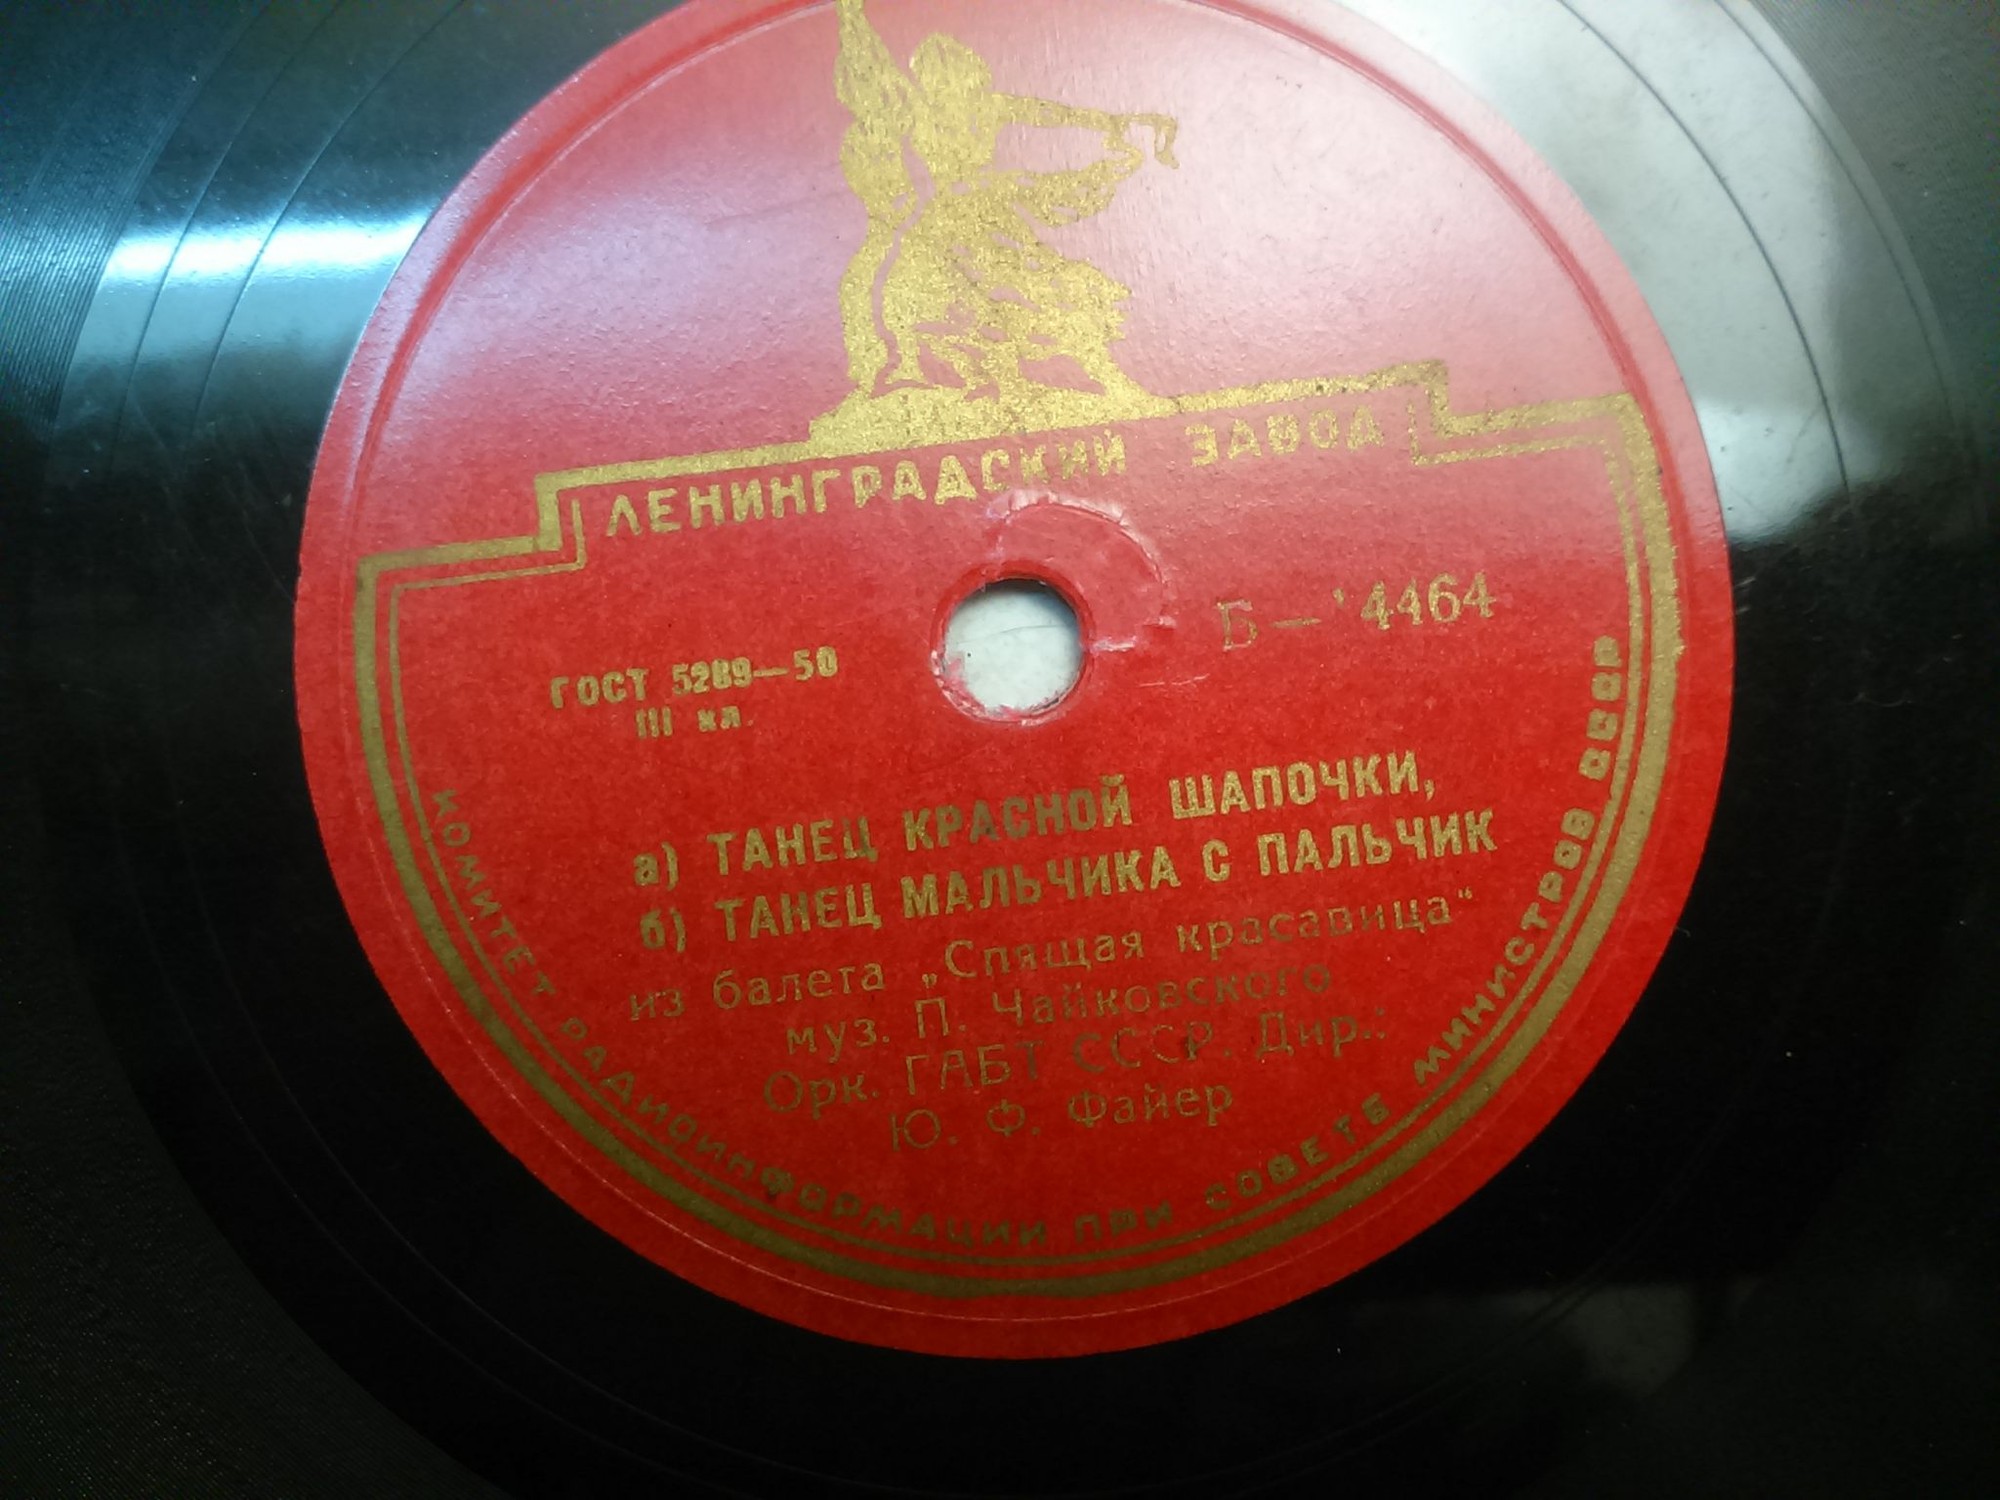 ЛЕНИНГРАДСКИЙ ЗАВОД
Б—14464
ГОСТ 5289—50
III кл.
а) ТАНЕЦ КРАСНОЙ ШАПОЧКИ,
б) ТАНЕЦ МАЛЬЧИКА С ПАЛЬЧИК
из балета „Спящая красавица“
муз. П. Чайковского
Орк. ГАБТ СССР. Дир.:
Ю. Ф. Файер
КОМИТЕТ РАДИОИНФОРМАЦИИ ПРИ СОВЕТЕ МИНИСТРОВ СССР